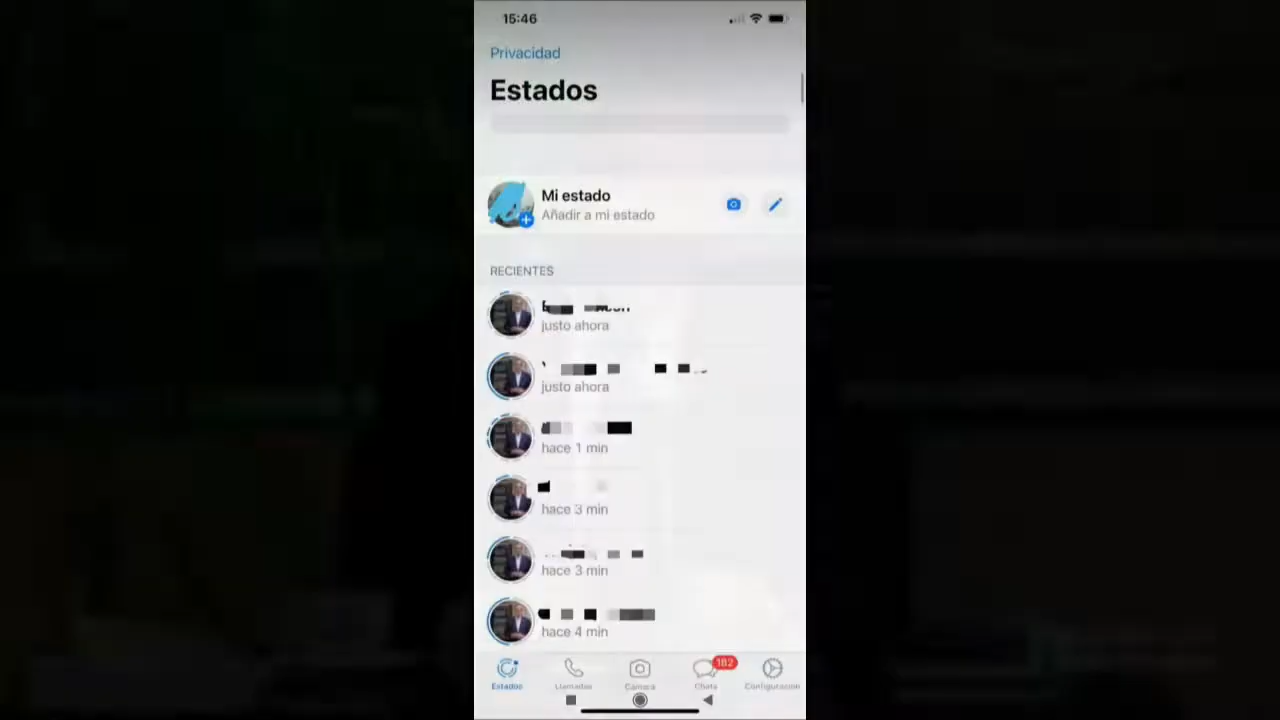 15:46
Privacidad
Estados
Mi estado
Añadir a mi estado
RECIENTES
justo ahora
justo ahora
hace 1 min
hace 3 min
hace 3 min
hace 4 min
182
Estados
Llamadas
Cámara
Chats
Configuración